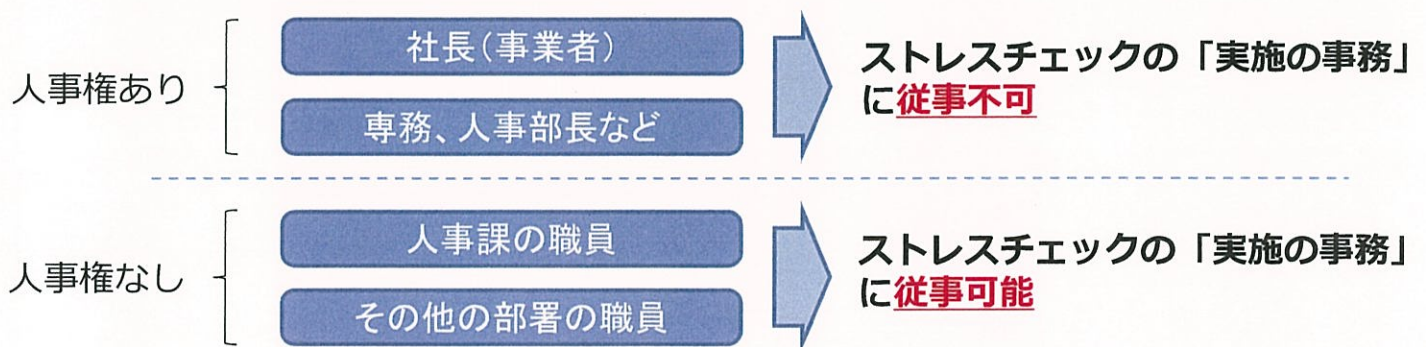 人事権あり
社長(事業者)
専務、人事部長など
ストレスチェックの「実施の事務」
に従事不可
人事権なし
人事課の職員
その他の部署の職員
ストレスチェックの「実施の事務」
に従事可能